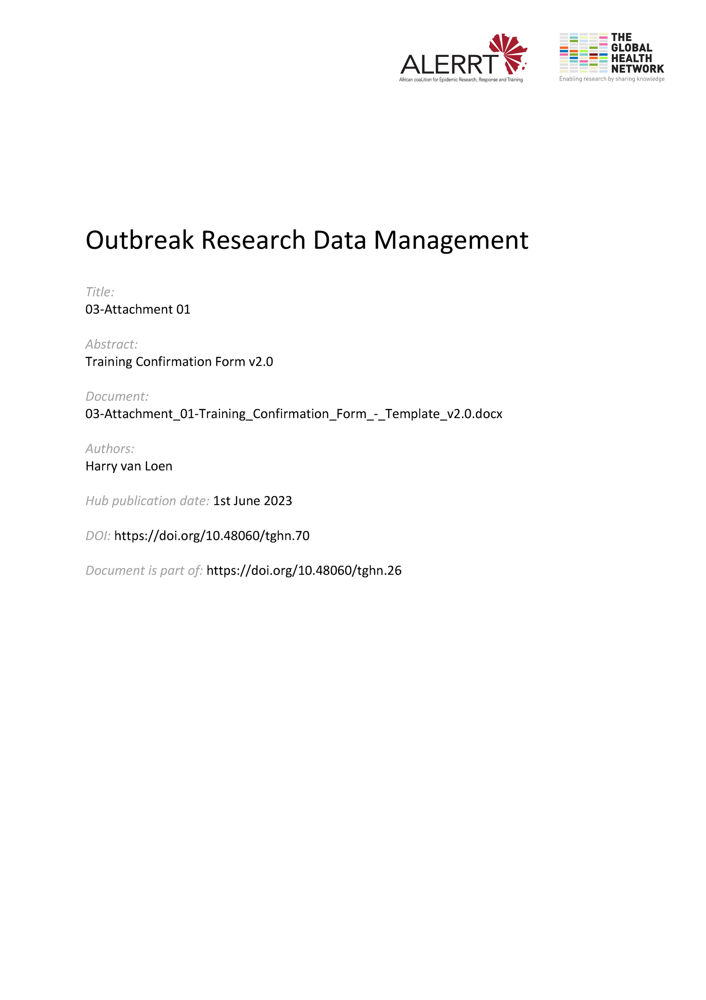 ALERRT
African coaLition for Epidemic Research, Response and Training
THE
GLOBAL
HEALTH
NETWORK
Enabling research by sharing knowledge
Outbreak Research Data Management
Title:
03-Attachment 01
Abstract:
Training Confirmation Form v2.0
Document:
03-Attachment_01-Training_Confirmation_Form_-_Template_v2.0.docx
Authors:
Harry van Loen
Hub publication date: 1st June 2023
DOI: https://doi.org/10.48060/tghn.70
Document is part of: https://doi.org/10.48060/tghn.26